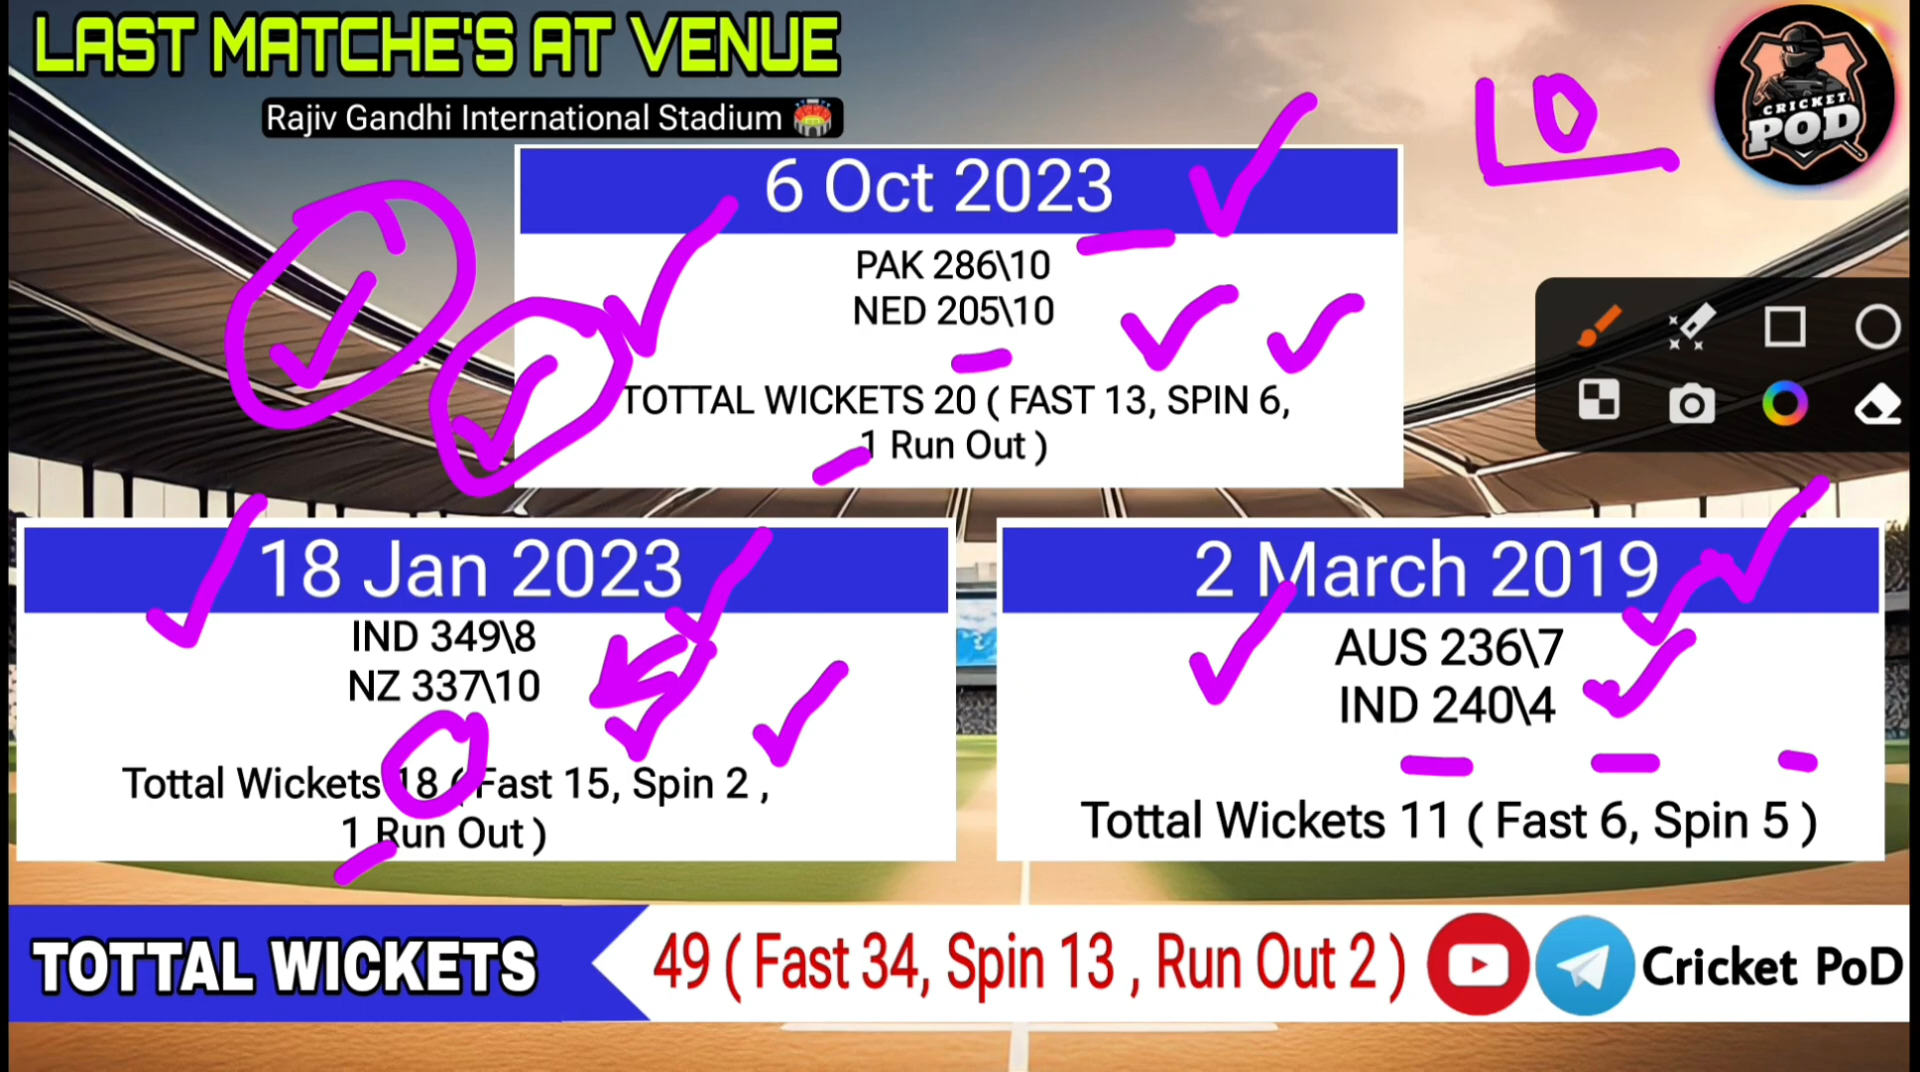 LAST MATCHE'S AT VENUE
Rajiv Gandhi International Stadium
CRICKET
POD
10
6 Oct 2023
PAK 286\10
NED 205\10
TOTTAL WICKETS 20 ( FAST 13, SPIN 6,
1 Run Out )
18 Jan 2023
IND 349\8
NZ 337\10
Tottal Wickets 18 ( Fast 15, Spin 2 ,
1 Run Out )
2 March 2019
AUS 236\7
IND 240\4
Tottal Wickets 11 ( Fast 6, Spin 5 )
TOTTAL WICKETS
49 ( Fast 34, Spin 13 , Run Out 2 )
Cricket PoD